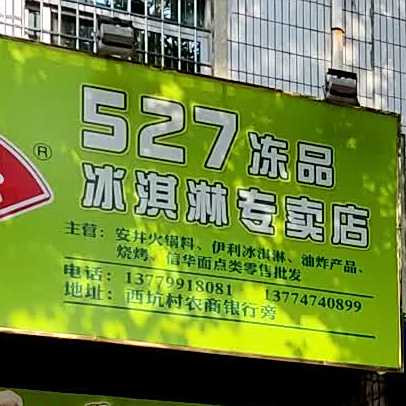 527冻品
®
冰淇淋专卖店
主营：安井火锅料、伊利冰淇淋、油炸产品、
烧烤、信华面点类零售批发
电话：13779918081 13774740899
地址：西坑村农商银行旁